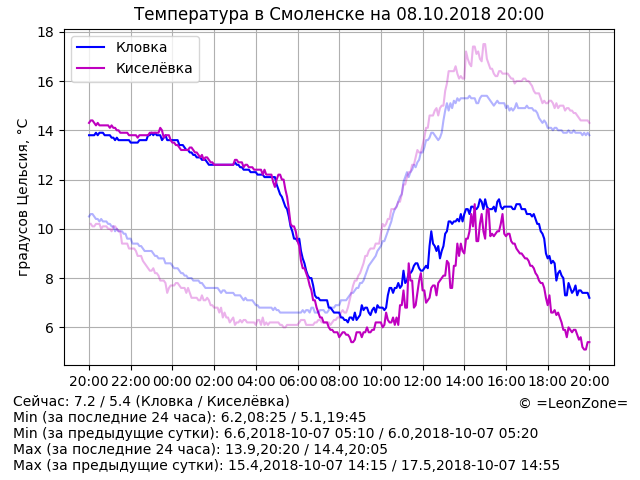 Температура в Смоленске на 08.10.2018 20:00
Кловка
Киселёвка
градусов Цельсия, °C
18
16
14
12
10
8
6
20:00 22:00 00:00 02:00 04:00 06:00 08:00 10:00 12:00 14:00 16:00 18:00 20:00
Сейчас: 7.2 / 5.4 (Кловка / Киселёвка)
© =LeonZone=
Min (за последние 24 часа): 6.2,08:25 / 5.1,19:45
Min (за предыдущие сутки): 6.6,2018-10-07 05:10 / 6.0,2018-10-07 05:20
Max (за последние 24 часа): 13.9,20:20 / 14.4,20:05
Max (за предыдущие сутки): 15.4,2018-10-07 14:15 / 17.5,2018-10-07 14:55